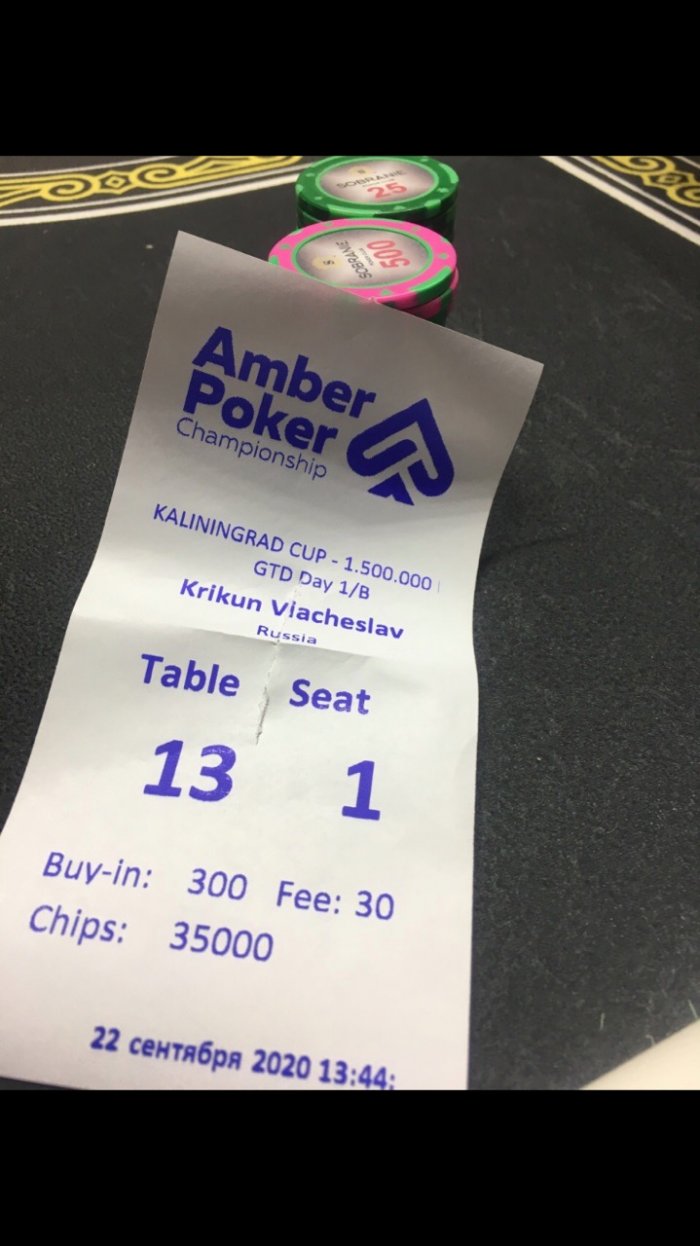 SOBRANIE
25
SOBRANIE
500
Amber
Poker
Championship
KALININGRAD CUP - 1.500.000
GTD Day 1/B
Krikun Viacheslav
Russia
Table Seat
13 1
Buy-in: 300 Fee: 30
Chips: 35000
22 сентября 2020 13:44: